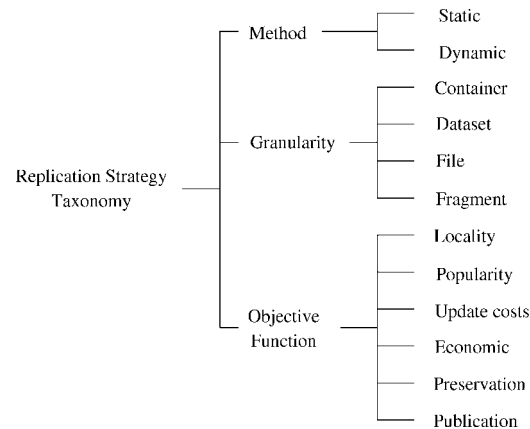 Static
Method
Dynamic
Container
Dataset
Granularity
File
Replication Strategy
Taxonomy
Fragment
Locality
Popularity
Objective
Function
Update costs
Economic
Preservation
Publication